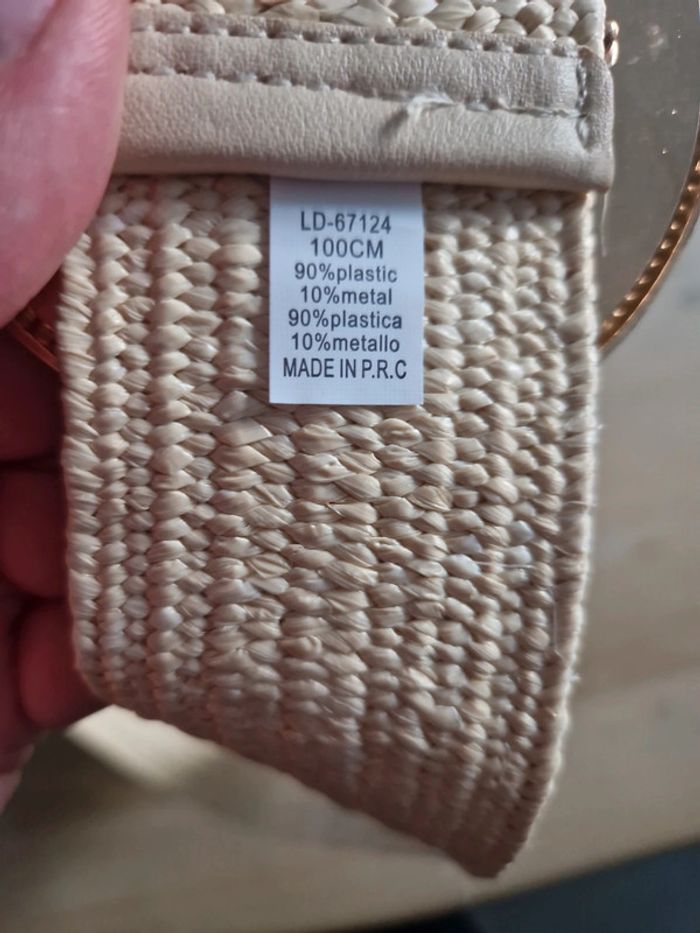 LD-67124
100CM
90%plastic
10%metal
90%plastica
10%metallo
MADE IN P.R.C